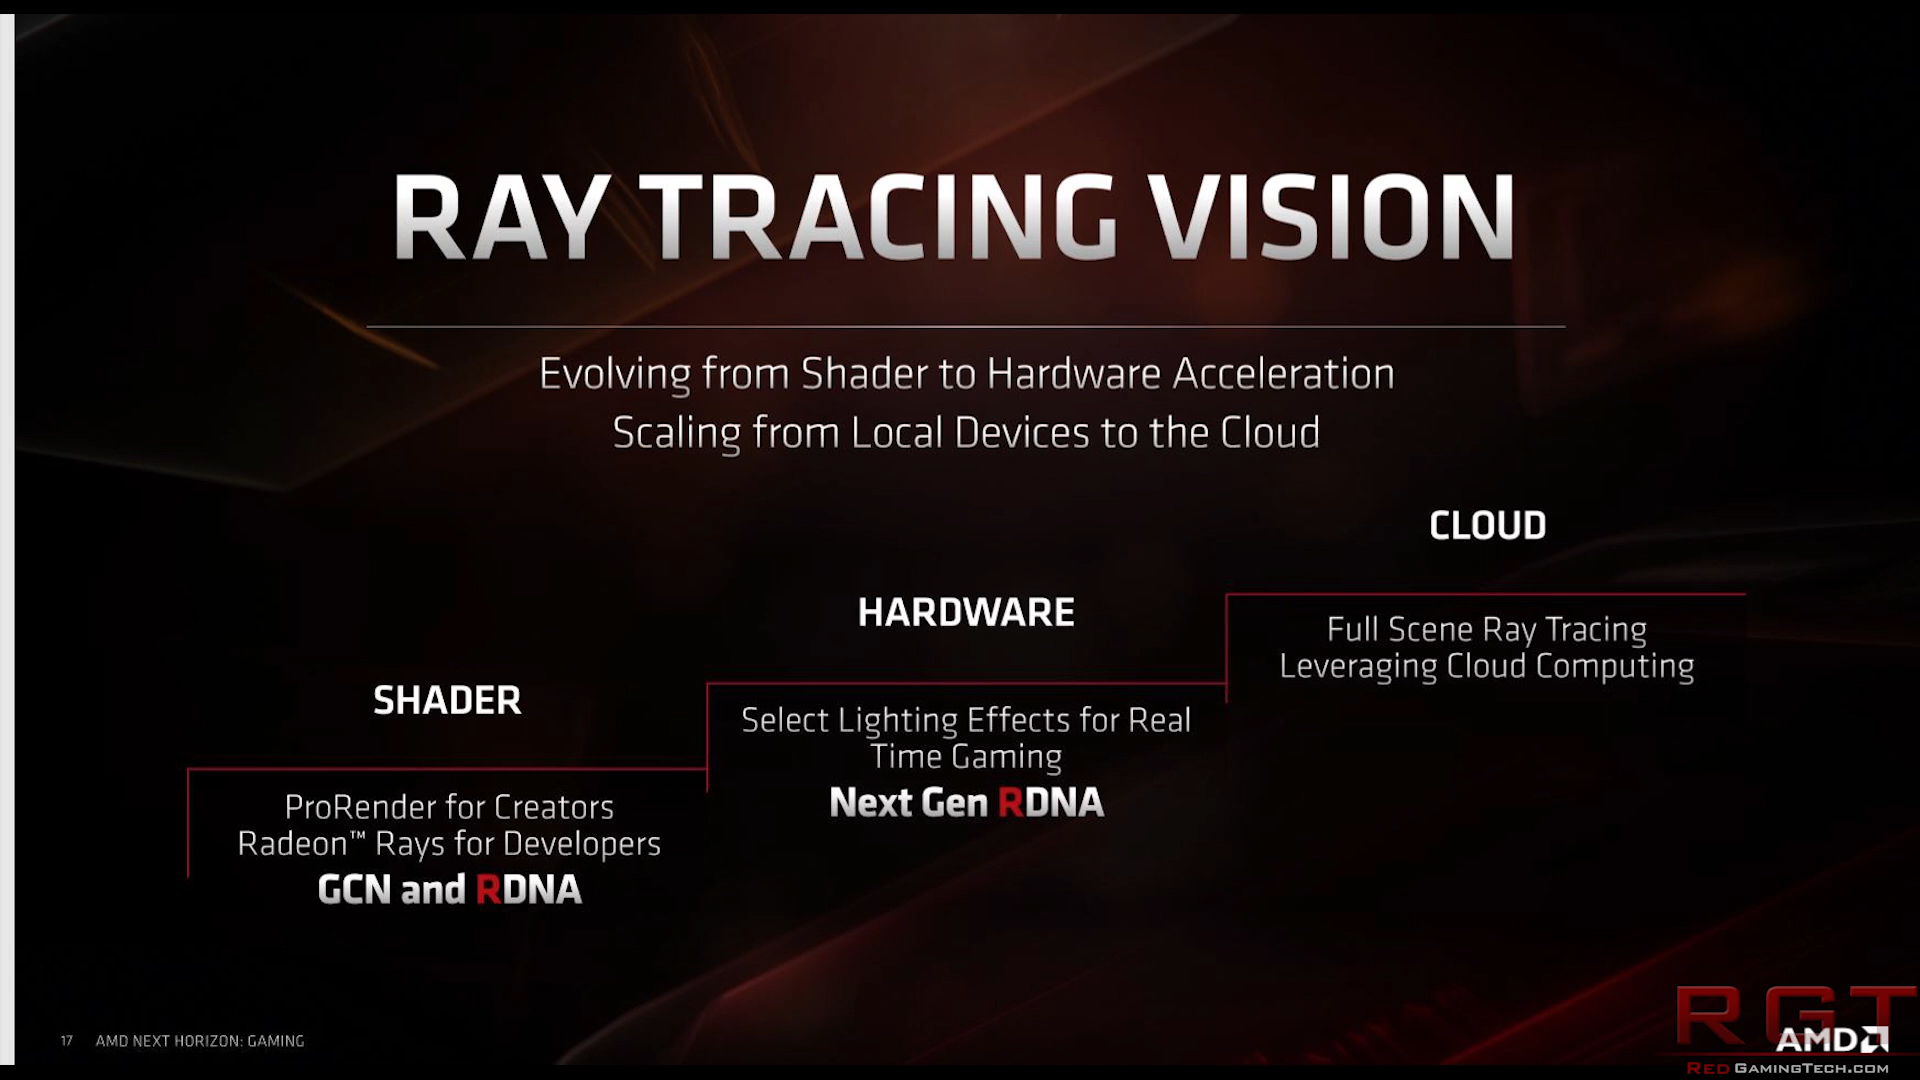 RAY TRACING VISION
Evolving from Shader to Hardware Acceleration
Scaling from Local Devices to the Cloud
SHADER
ProRender for Creators
Radeon™ Rays for Developers
GCN and RDNA
HARDWARE
Select Lighting Effects for Real
Time Gaming
Next Gen RDNA
CLOUD
Full Scene Ray Tracing
Leveraging Cloud Computing
17 AMD NEXT HORIZON: GAMING
RGT
AMD
REDGAMINGTECH.COM